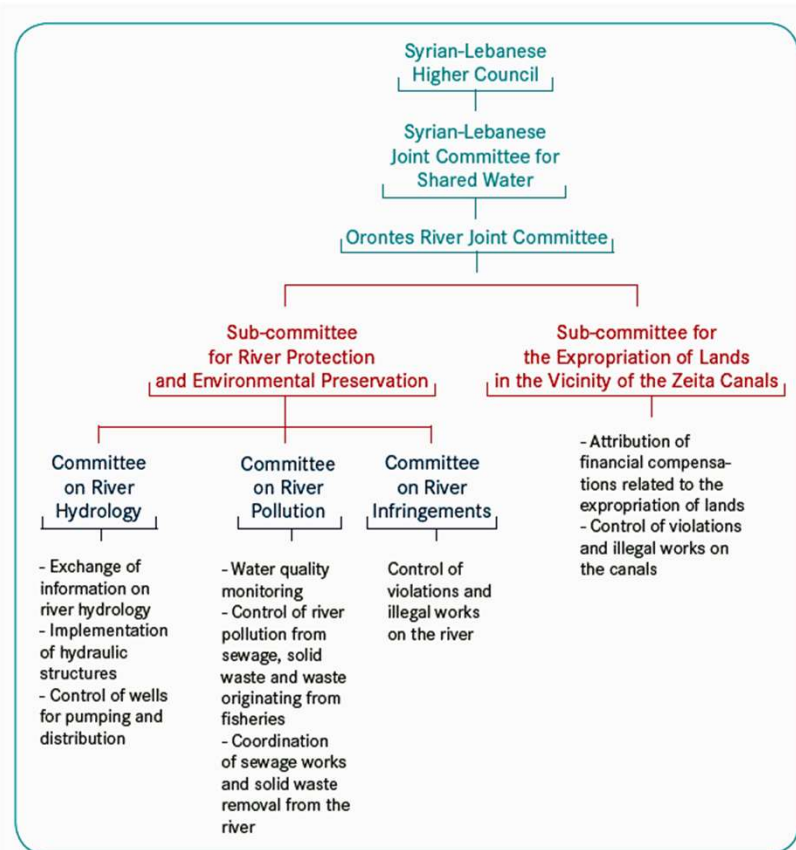 Syrian-Lebanese
Higher Council
Syrian-Lebanese
Joint Committee for
Shared Water
Orontes River Joint Committee
Sub-committee
for River Protection
and Environmental Preservation
Sub-committee for
the Expropriation of Lands
in the Vicinity of the Zeita Canals
Committee
on River
Hydrology
- Exchange of
information on
river hydrology
- Implementation
of hydraulic
structures
- Control of wells
for pumping and
distribution
Committee
on River
Pollution
- Water quality
monitoring
- Control of river
pollution from
sewage, solid
waste and waste
originating from
fisheries
- Coordination
of sewage works
and solid waste
removal from the
river
Committee
on River
Infringements
Control of
violations and
illegal works
on the river
- Attribution of
financial compensa-
tions related to the
expropriation of lands
- Control of violations
and illegal works on
the canals